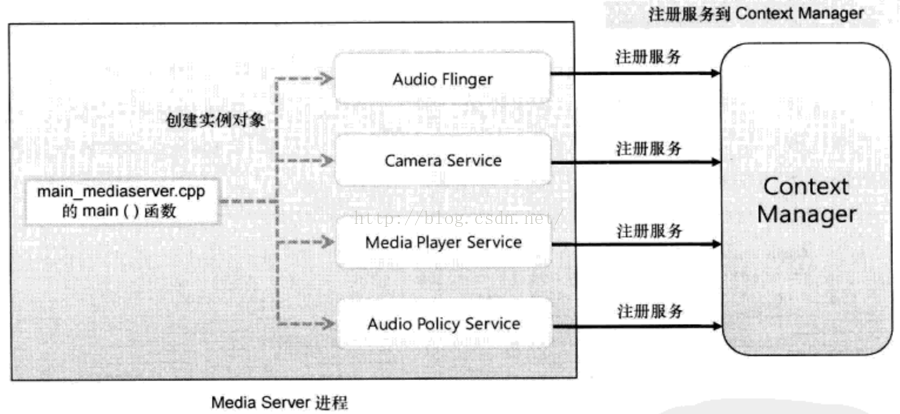 注册服务到 Context Manager
注册服务
Audio Flinger
创建实例对象
注册服务
Camera Service
main_mediaserver.cpp
的 main ( ) 函数
Context
Manager
http://blog.csdn.net/
注册服务
Media Player Service
注册服务
Audio Policy Service
Media Server 进程